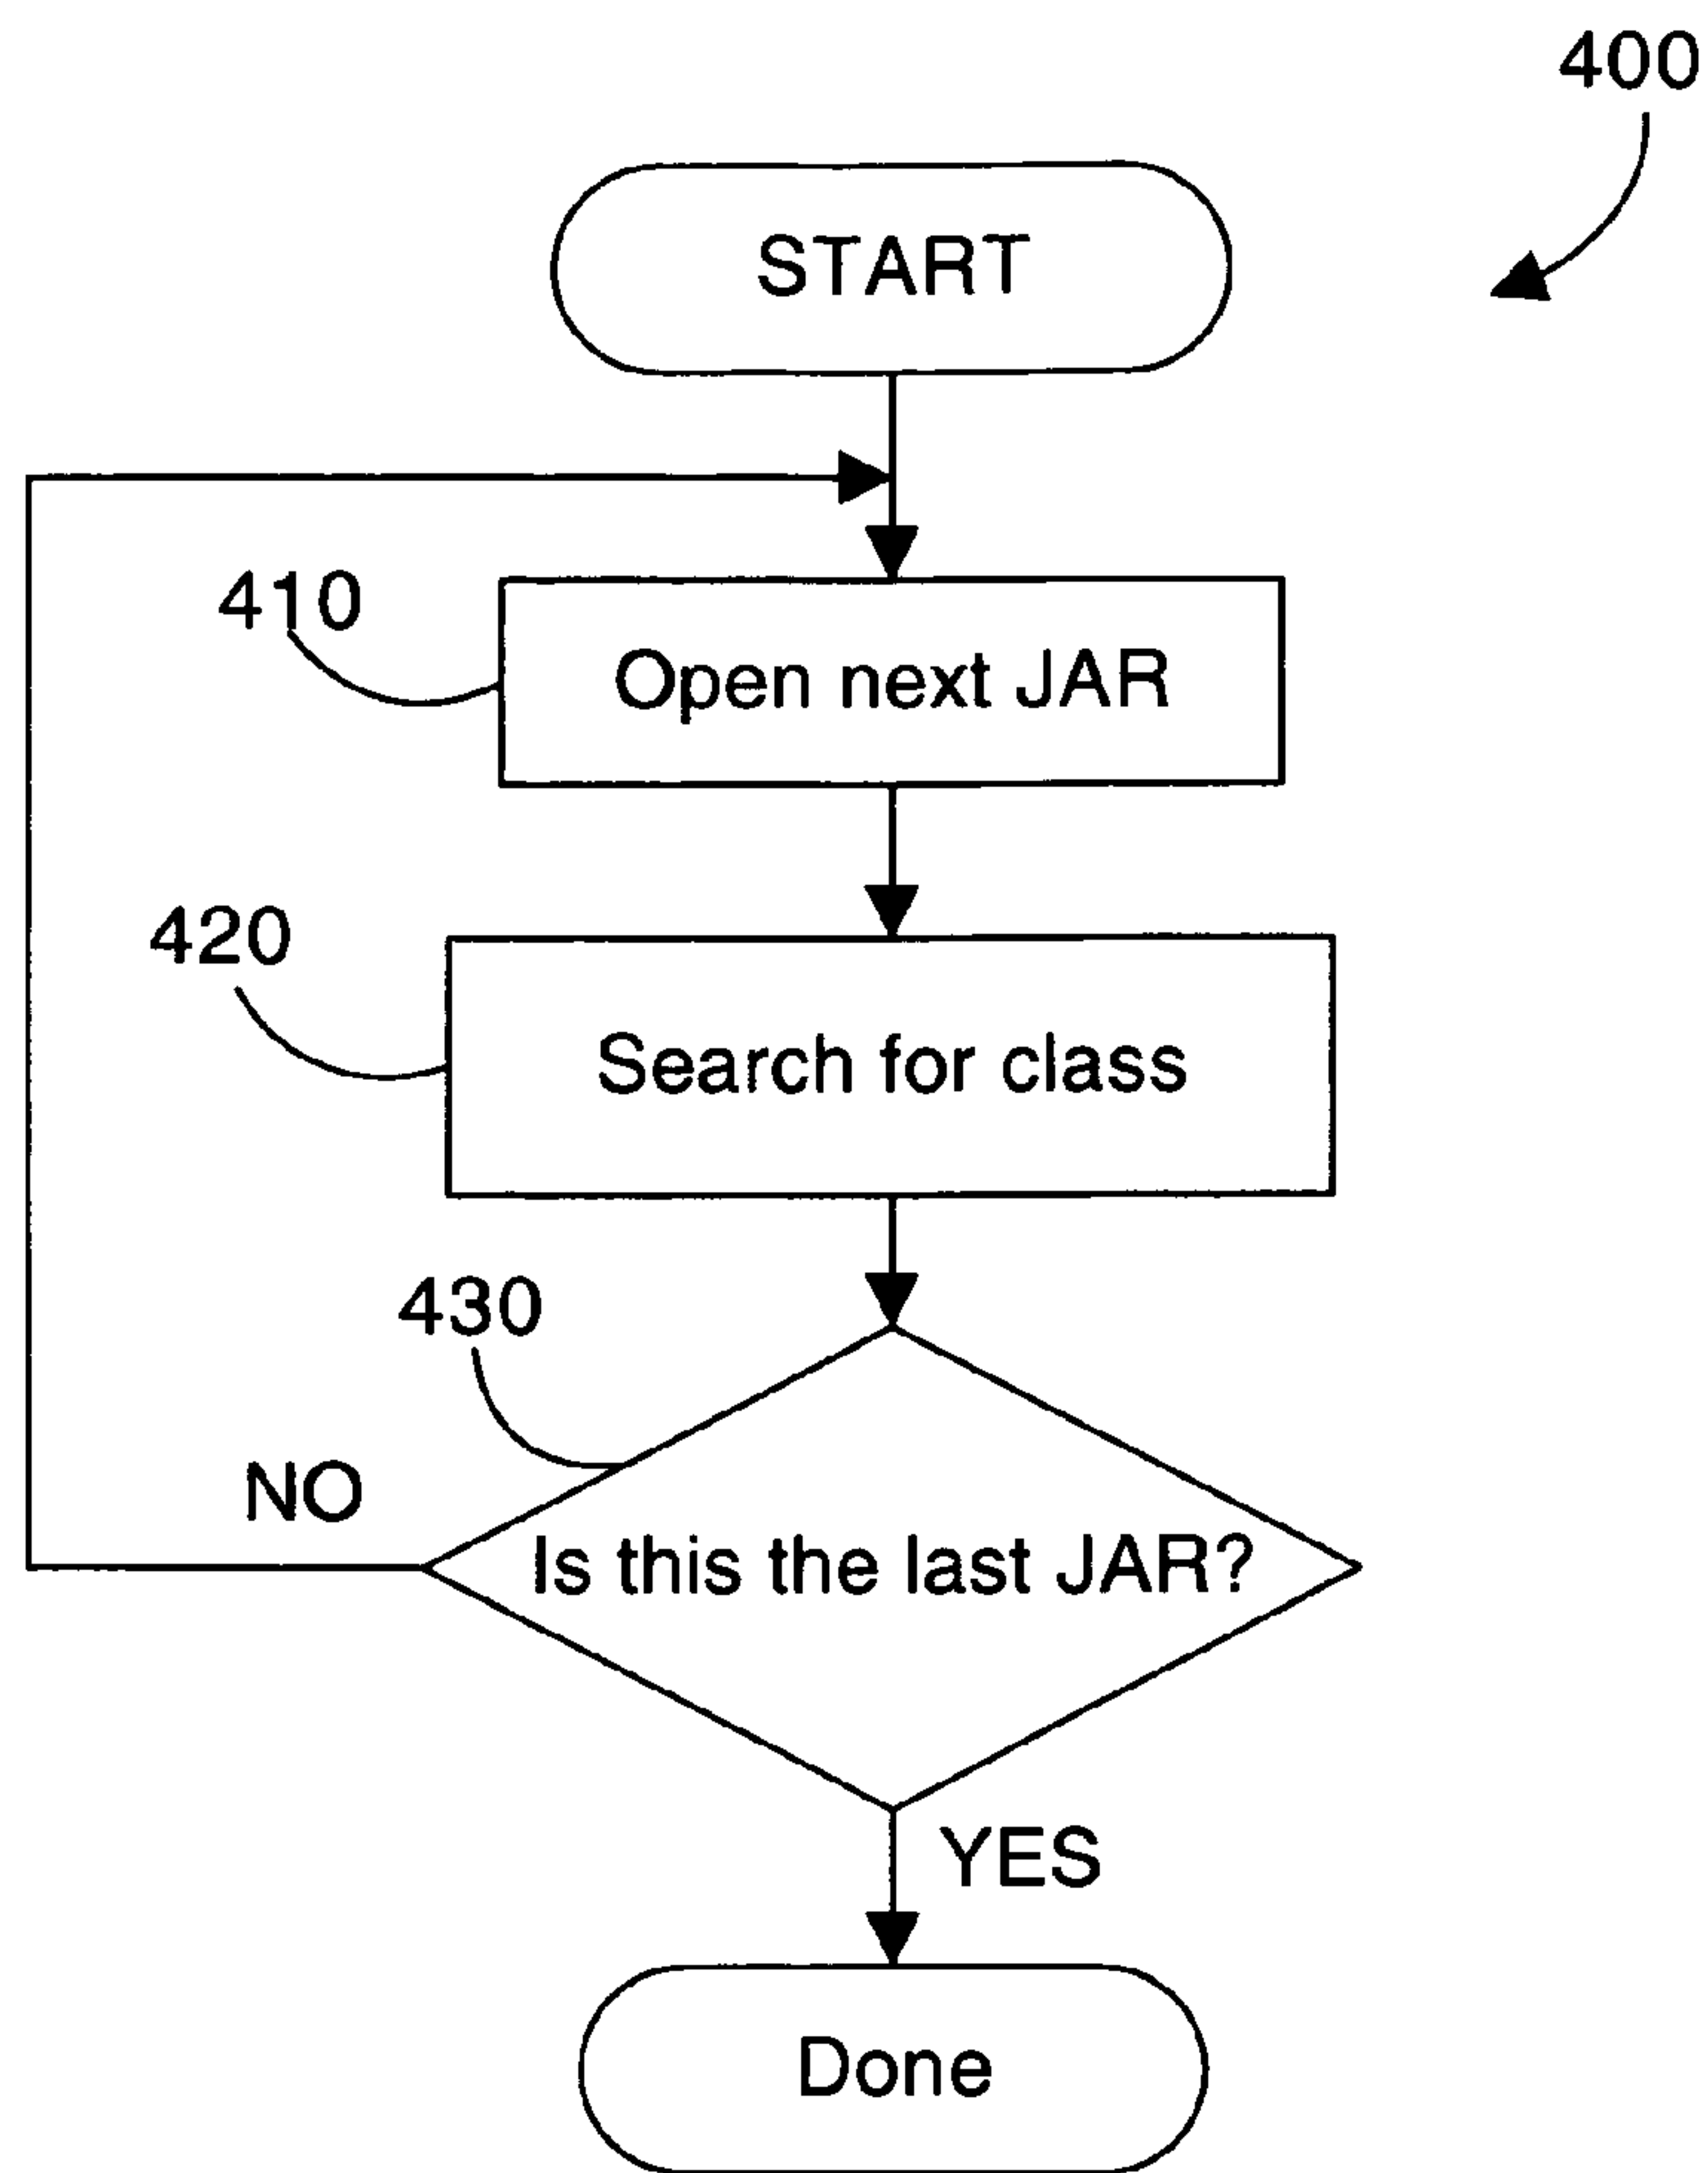 400
START
410
Open next JAR
420
Search for class
430
NO
Is this the last JAR?
YES
Done